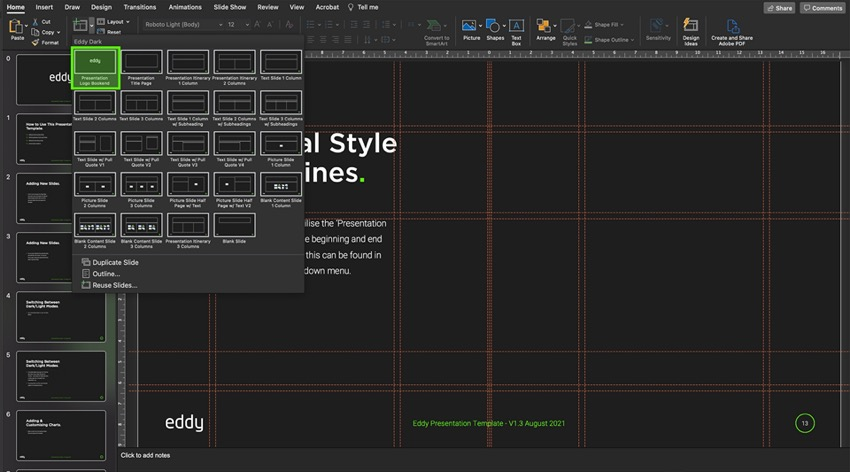 Home Insert Draw Design Transitions Animations Slide Show Review View Acrobat Tell me Share Comments
Paste Cut Copy Format
Layout
Reset
Roboto Light (Body) 12
Convert to SmartArt
Picture Shapes Text Box
Arrange Quick Styles
Shape Fill
Shape Outline
Sensitivity
Design Ideas
Create and Share Adobe PDF
Eddy Dark
eddy
Presentation Logo Bookend
Presentation Title Page
Presentation Itinerary 1 Column
Presentation Itinerary 2 Columns
Text Slide 1 Column
Text Slide 2 Columns
Text Slide 3 Columns
Text Slide 1 Column w/ Subheading
Text Slide 2 Columns w/ Subheadings
Text Slide 3 Columns w/ Subheadings
Text Slide w/ Pull Quote V1
Text Slide w/ Pull Quote V2
Text Slide w/ Pull Quote V3
Text Slide w/ Pull Quote V4
Picture Slide 1 Column
Picture Slide 2 Columns
Picture Slide 3 Columns
Picture Slide Half Page w/ Text
Picture Slide Half Page w/ Text V2
Blank Content Slide 1 Column
Blank Content Slide 2 Columns
Blank Content Slide 3 Columns
Presentation Itinerary 3 Columns
Blank Slide
Duplicate Slide
Outline...
Reuse Slides...
0
eddy
1
How to Use This Presentation Template.
2
Adding New Slides.
3
Adding New Slides.
4
Switching Between Dark/Light Modes.
5
Switching Between Dark/Light Modes.
6
Adding & Customising Charts.
al Style
ines.
ilise the 'Presentation
e beginning and end
this can be found in
down menu.
eddy
Eddy Presentation Template - V1.3 August 2021
13
Click to add notes